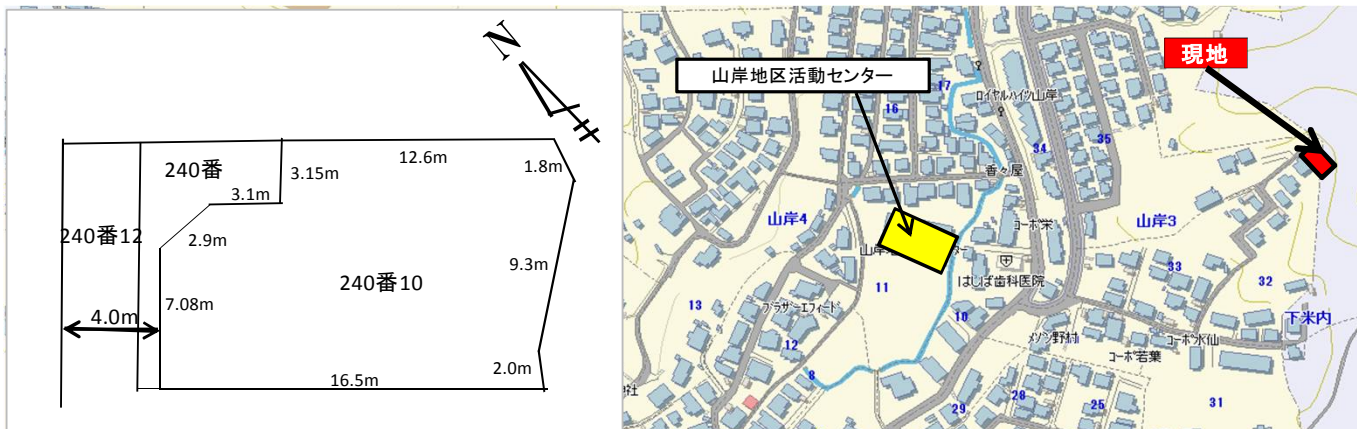 N
240番
12.6m
1.8m
3.15m
3.1m
240番12
2.9m
240番10
9.3m
7.08m
4.0m
16.5m
2.0m
現地
山岸地区活動センター
17
ロイヤルハイツ山岸
16
34
35
香々屋
山岸4
コーポ栄
山岸3
はしば歯科医院
11
33
13
32
ブラザーエフィート
10
下米内
12
メゾン野村
コーポ水仙
コーポ若葉
8
29
28
25
31